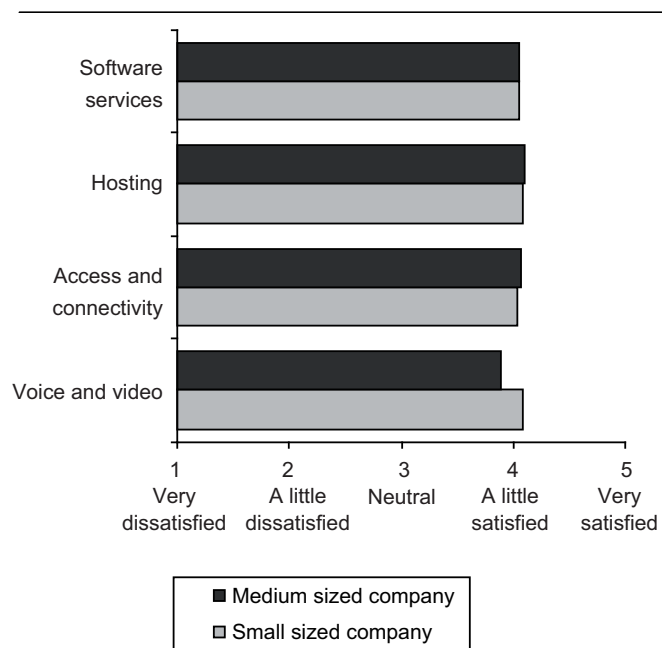 Software
services
Hosting
Access and
connectivity
Voice and video
1 2 3 4 5
Very dissatisfied
A little dissatisfied
Neutral
A little satisfied
Very satisfied
Medium sized company
Small sized company